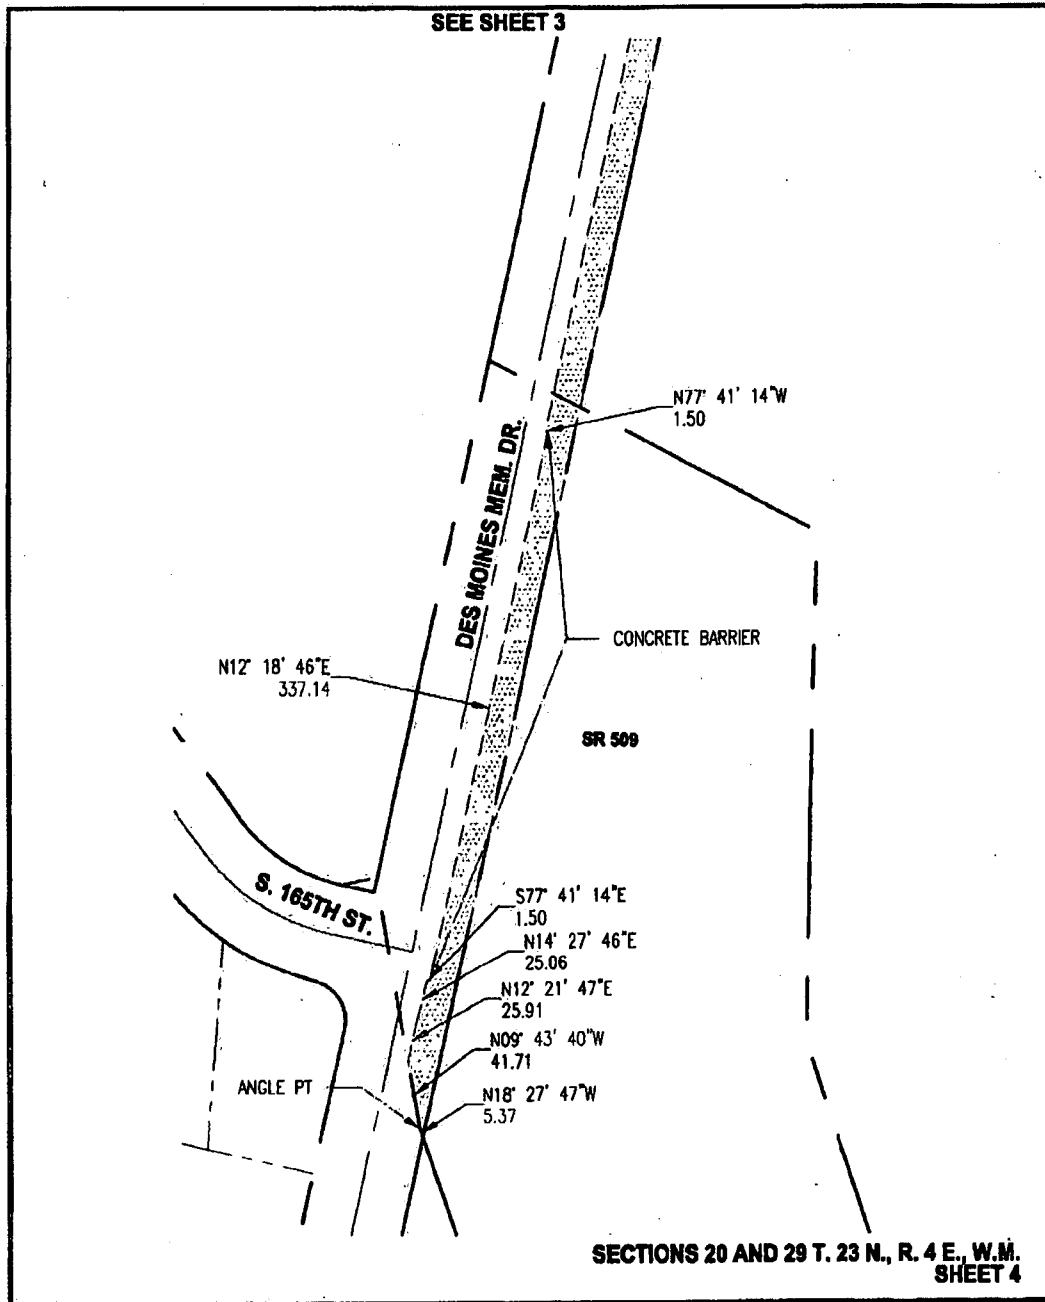 SEE SHEET 3
N77° 41' 14"W
1.50
DES MOINES MEM. DR.
CONCRETE BARRIER
N12° 18' 46"E
337.14
SR 509
S. 165TH ST.
S77° 41' 14"E
1.50
N14° 27' 46"E
25.06
N12° 21' 47"E
25.91
N09° 43' 40"W
41.71
ANGLE PT
N18° 27' 47"W
5.37
SECTIONS 20 AND 29 T. 23 N., R. 4 E., W.M.
SHEET 4